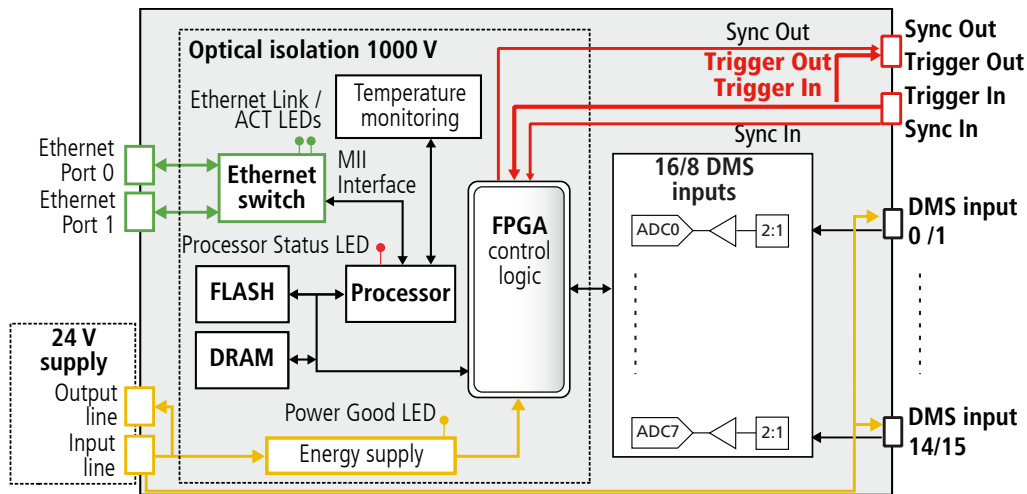 Optical isolation 1000 V
Sync Out
Trigger Out
Trigger In
Sync In
Sync Out
Trigger Out
Trigger In
Sync In
Ethernet Link /
ACT LEDs
Temperature
monitoring
Ethernet
Port 0
Ethernet
Port 1
Ethernet
switch
MII
Interface
16/8 DMS
inputs
FPGA
control
logic
ADC0
2:1
DMS input
0 /1
Processor Status LED
FLASH
Processor
DRAM
24 V
supply
Output
line
Input
line
Power Good LED
Energy supply
ADC7
2:1
DMS input
14/15